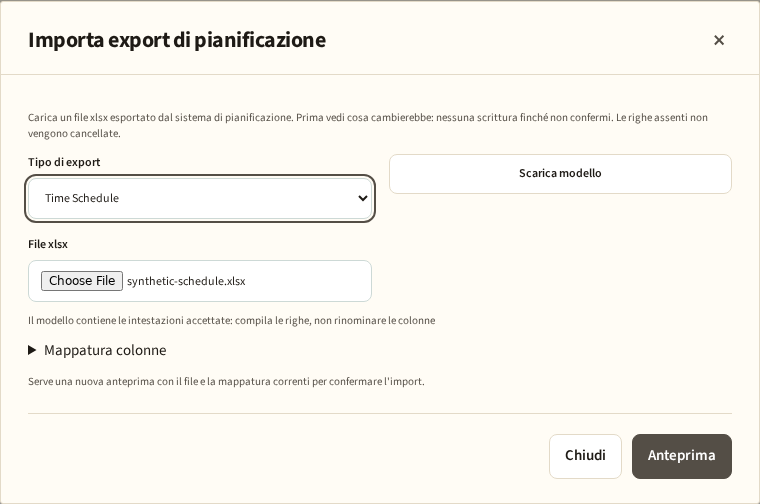 Importa export di pianificazione
×
Carica un file xlsx esportato dal sistema di pianificazione. Prima vedi cosa cambierebbe: nessuna scrittura finché non confermi. Le righe assenti non
vengono cancellate.
Tipo di export
Scarica modello
Time Schedule
File xlsx
Choose File synthetic-schedule.xlsx
Il modello contiene le intestazioni accettate: compila le righe, non rinominare le colonne
Mappatura colonne
Serve una nuova anteprima con il file e la mappatura correnti per confermare l'import.
Chiudi Anteprima